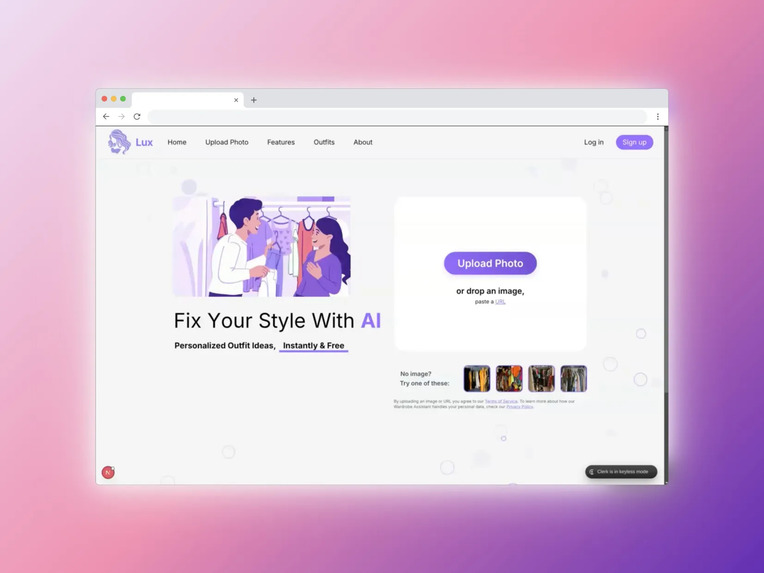 Lux
Home
Upload Photo
Features
Outfits
About
Log in
Sign up
Upload Photo
or drop an image,
paste a URL
Fix Your Style With AI
Personalized Outfit Ideas, Instantly & Free
No image?
Try one of these:
By uploading an image or URL you agree to our Terms of Service. To learn more about how our
Wardrobe Assistant handles your personal data, check our Privacy Policy.
N
Clerk is in keyless mode